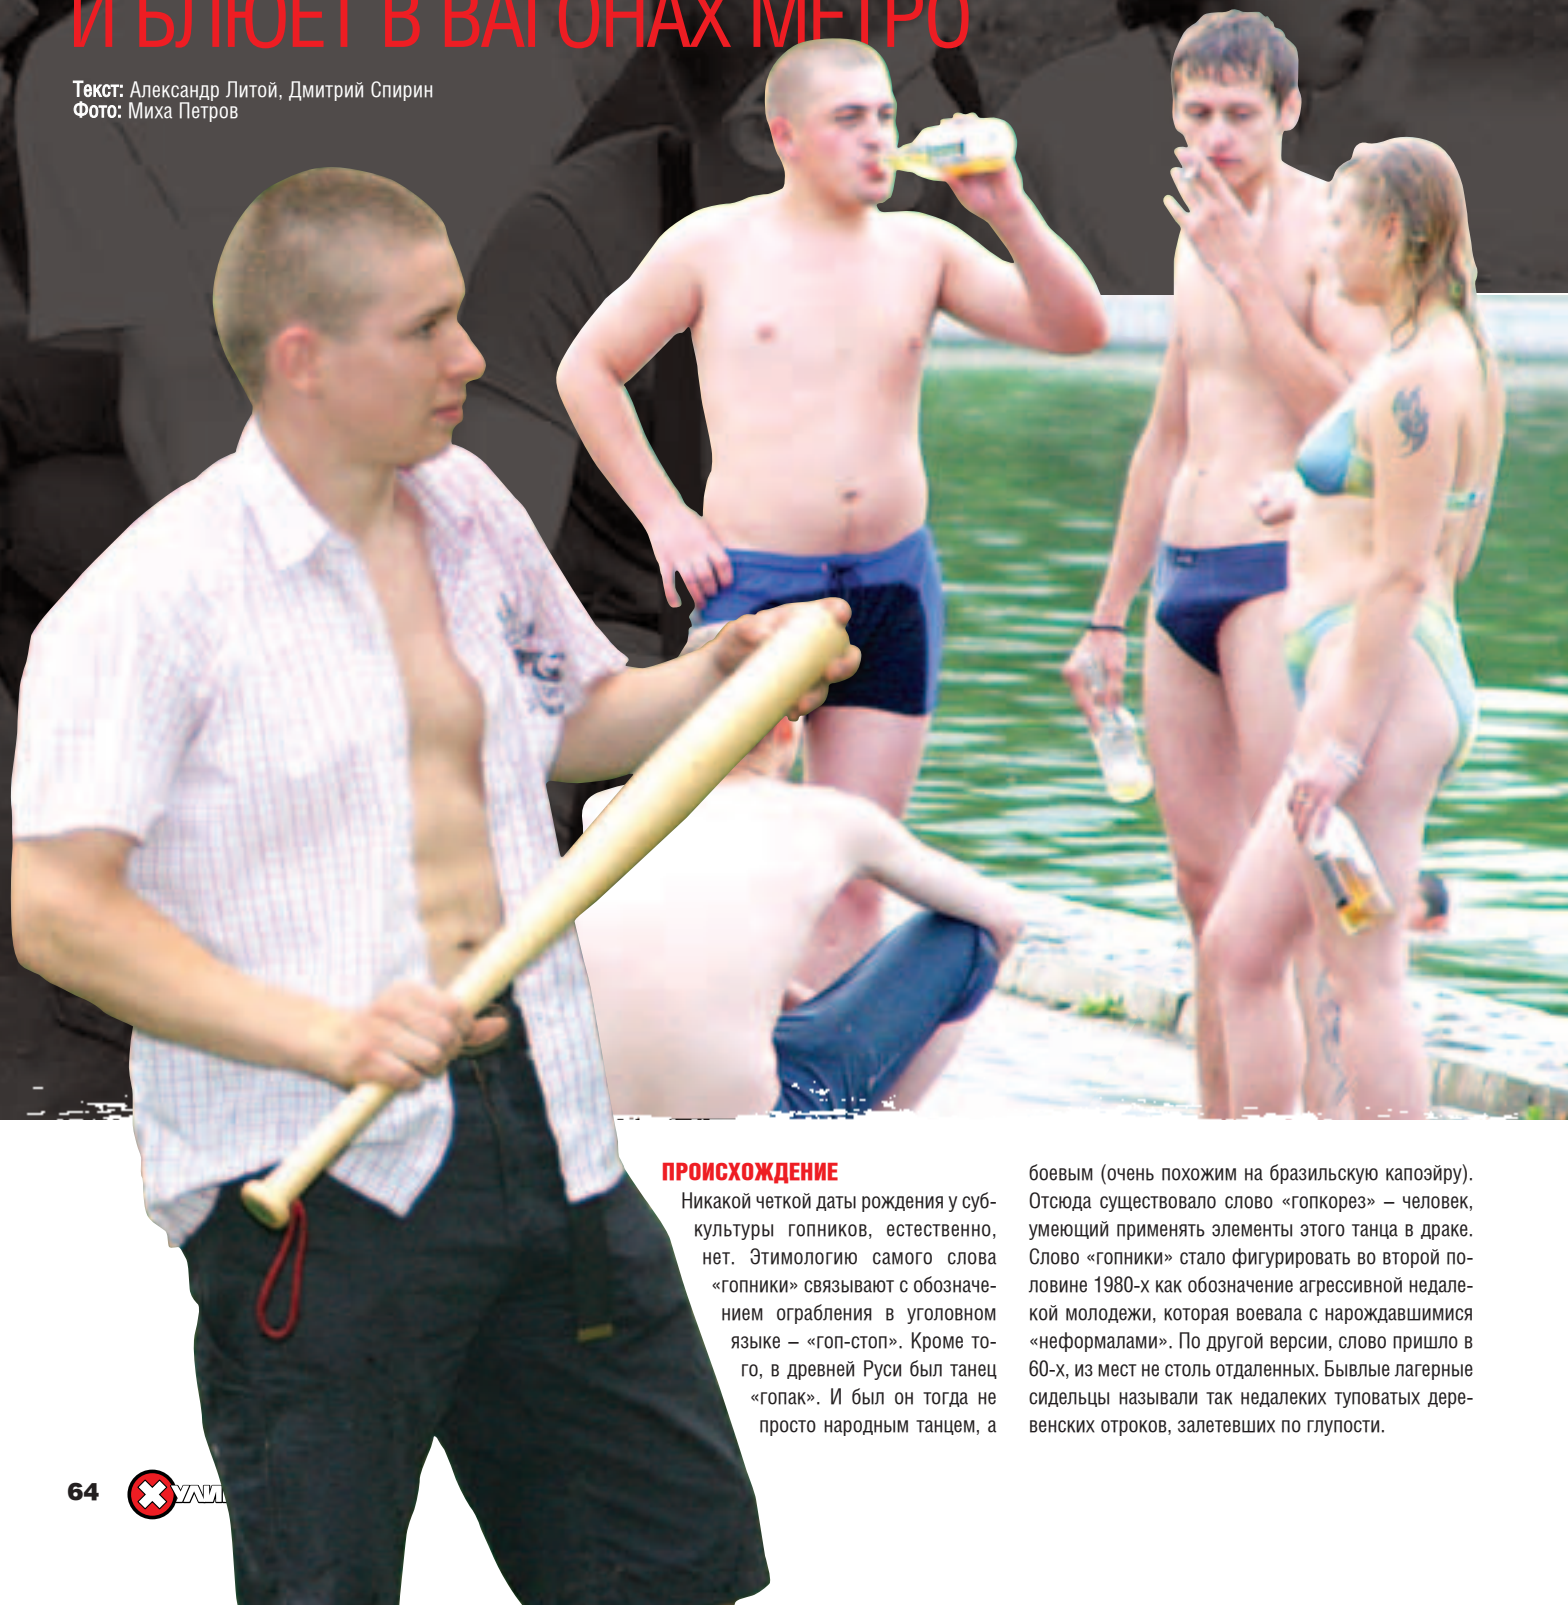 И БЛЮЕТ В ВАГОНАХ МЕТРО
Текст: Александр Литой, Дмитрий Спирин
Фото: Миха Петров
ПРОИСХОЖДЕНИЕ
Никакой четкой даты рождения у суб-
культуры гопников, естественно,
нет. Этимологию самого слова
«гопники» связывают с обозначе-
нием ограбления в уголовном
языке – «гоп-стоп». Кроме то-
го, в древней Руси был танец
«гопак». И был он тогда не
просто народным танцем, а
боевым (очень похожим на бразильскую капоэйру).
Отсюда существовало слово «гопкорез» – человек,
умеющий применять элементы этого танца в драке.
Слово «гопники» стало фигурировать во второй по-
ловине 1980-х как обозначение агрессивной недале-
кой молодежи, которая воевала с нарождавшимися
«неформалами». По другой версии, слово пришло в
60-х, из мест не столь отдаленных. Бывлые лагерные
сидельцы называли так недалеких туповатых дере-
венских отроков, залетевших по глупости.
64